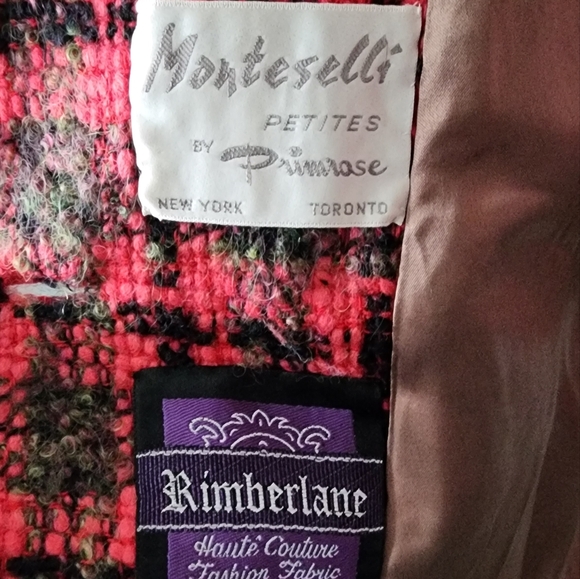 Monteselli
PETITES
BY Primrose
NEW YORK TORONTO
Rimberlane
Hauté Couture
Fashion Fabric